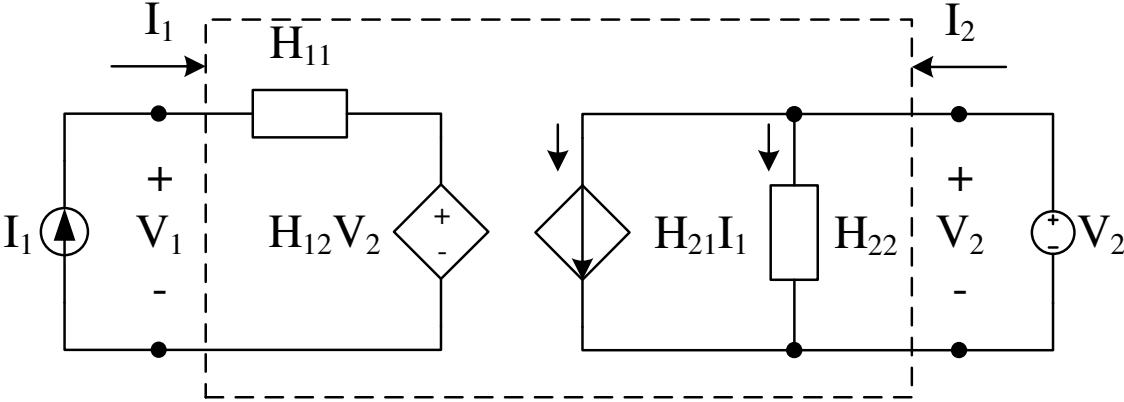 I₁
H₁₁
I₂
+
+
I₁
V₁
H₁₂V₂
+
-
H₂₁I₁
H₂₂
V₂
+
-
V₂
-
-